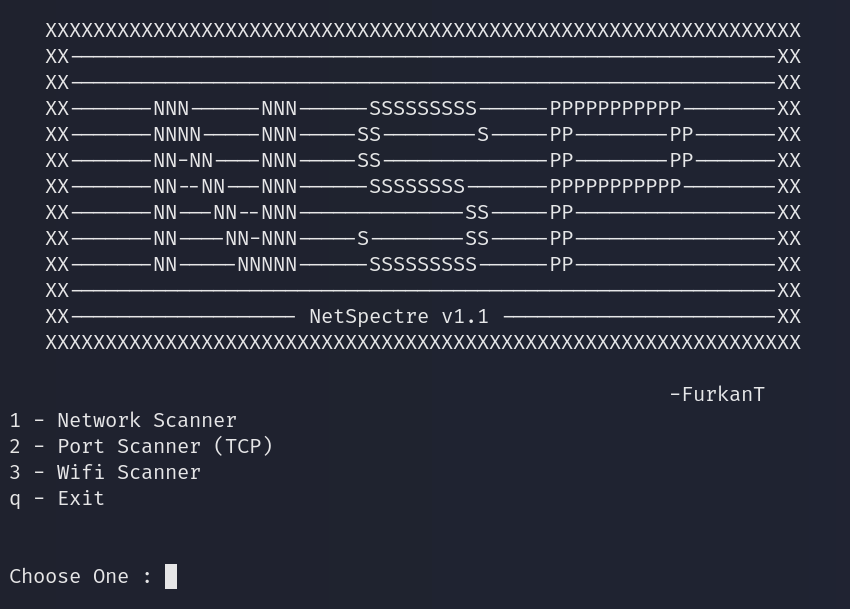 XXXXXXXXXXXXXXXXXXXXXXXXXXXXXXXXXXXXXXXXXXXXXXXXXXXXXXXXXXXXXXX
XX-----------------------------------------------------------XX
XX-----------------------------------------------------------XX
XX-------NNN------NNN------SSSSSSSSS------PPPPPPPPPPP--------XX
XX-------NNNN-----NNN-----SS--------S-----PP--------PP-------XX
XX-------NN-NN----NNN-----SS--------------PP--------PP-------XX
XX-------NN--NN---NNN------SSSSSSSS-------PPPPPPPPPPP--------XX
XX-------NN---NN--NNN--------------SS-----PP-----------------XX
XX-------NN----NN-NNN-----S--------SS-----PP-----------------XX
XX-------NN-----NNNNN------SSSSSSSSS------PP-----------------XX
XX-----------------------------------------------------------XX
XX------------------- NetSpectre v1.1 -----------------------XX
XXXXXXXXXXXXXXXXXXXXXXXXXXXXXXXXXXXXXXXXXXXXXXXXXXXXXXXXXXXXXXX
-FurkanT
1 - Network Scanner
2 - Port Scanner (TCP)
3 - Wifi Scanner
q - Exit
Choose One :